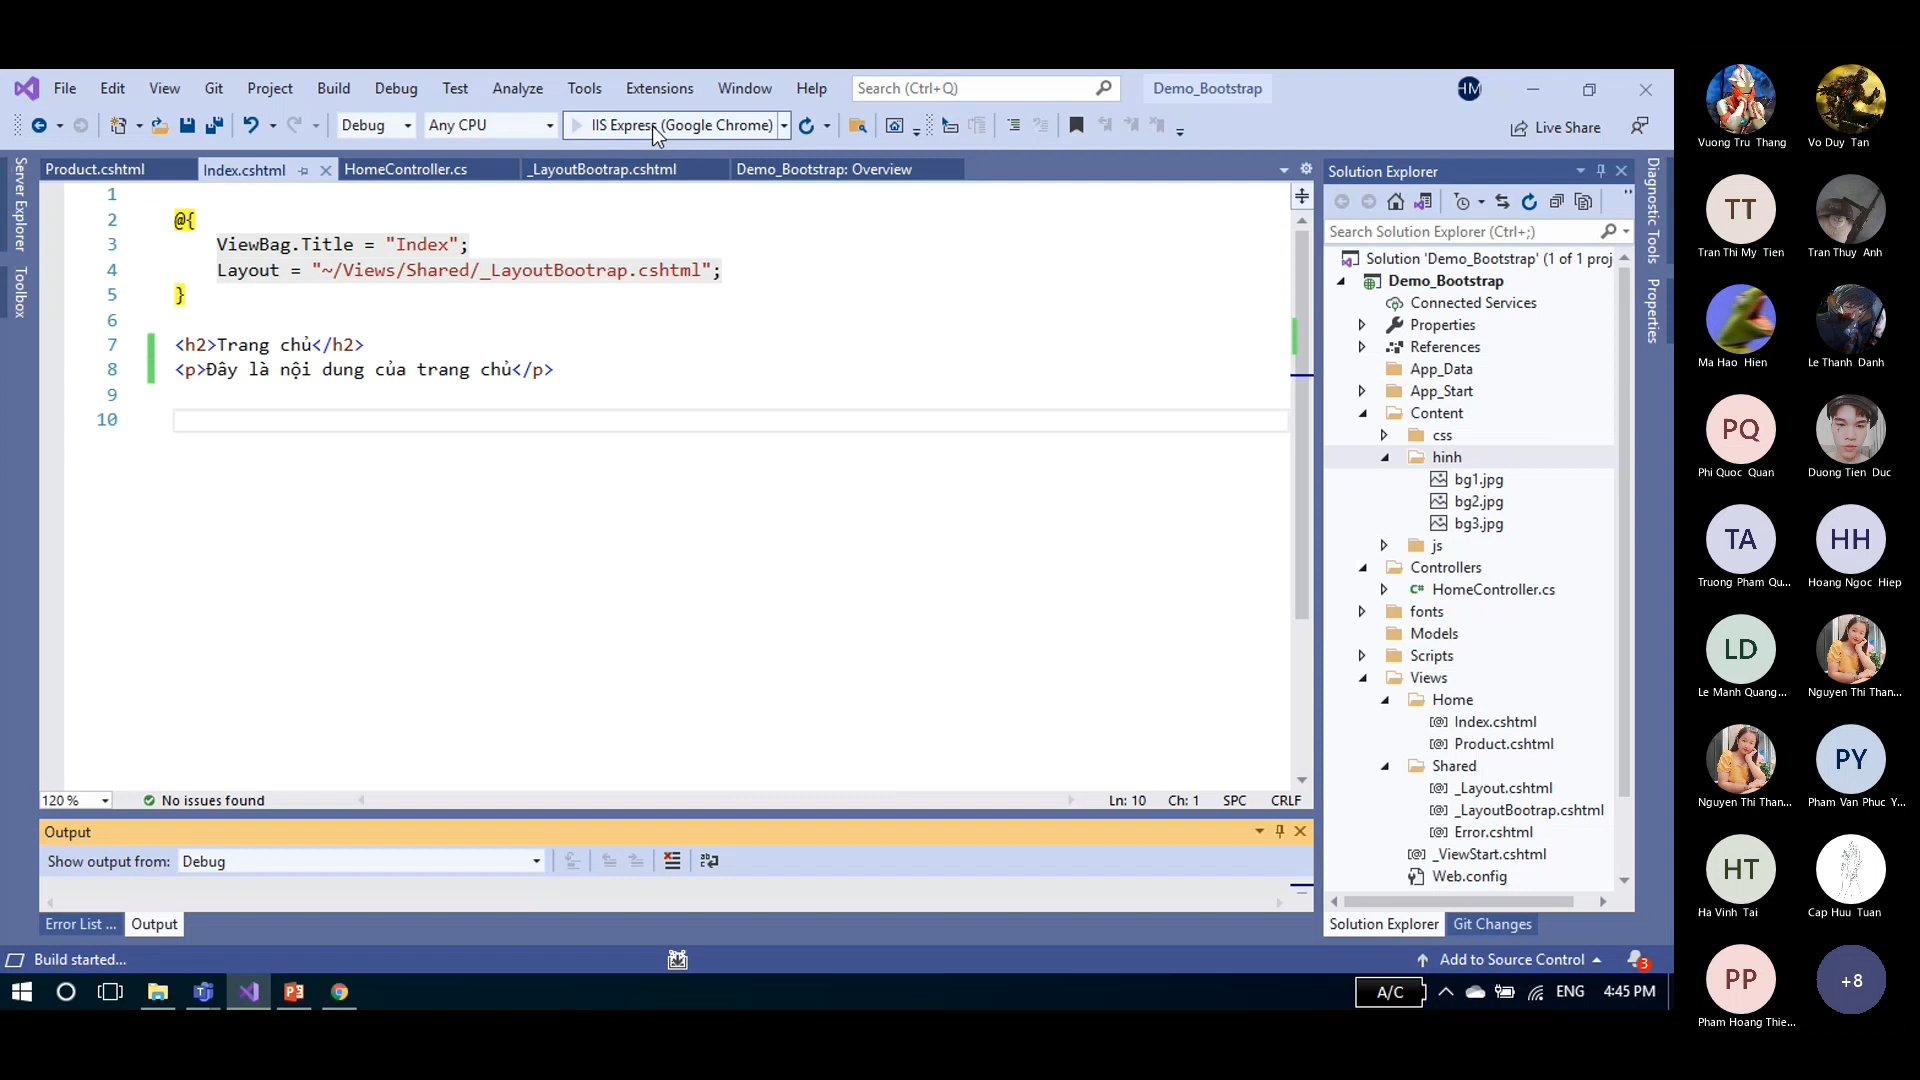 File Edit View Git Project Build Debug Test Analyze Tools Extensions Window Help Search (Ctrl+Q) Demo_Bootstrap HM
Debug Any CPU IIS Express (Google Chrome) Live Share
Server Explorer
Toolbox
Product.cshtml Index.cshtml HomeController.cs _LayoutBootrap.cshtml Demo_Bootstrap: Overview
1
2 @{
3 ViewBag.Title = "Index";
4 Layout = "~/Views/Shared/_LayoutBootrap.cshtml";
5 }
6
7 <h2>Trang chủ</h2>
8 <p>Đây là nội dung của trang chủ</p>
9
10
120 % No issues found Ln: 10 Ch: 1 SPC CRLF
Output
Show output from: Debug
Error List ... Output
Solution Explorer
Search Solution Explorer (Ctrl+;)
Solution 'Demo_Bootstrap' (1 of 1 proj
Demo_Bootstrap
Connected Services
Properties
References
App_Data
App_Start
Content
css
hinh
bg1.jpg
bg2.jpg
bg3.jpg
js
Controllers
C# HomeController.cs
fonts
Models
Scripts
Views
Home
[@] Index.cshtml
[@] Product.cshtml
Shared
[@] _Layout.cshtml
[@] _LayoutBootrap.cshtml
[@] Error.cshtml
[@] _ViewStart.cshtml
Web.config
Solution Explorer Git Changes
Diagnostic Tools
Properties
Build started... Add to Source Control 3
A/C ENG 4:45 PM
Vuong Tru Thang Vo Duy Tan
TT
Tran Thi My Tien Tran Thuy Anh
Ma Hao Hien Le Thanh Danh
PQ
Phi Quoc Quan Duong Tien Duc
TA HH
Truong Pham Qu... Hoang Ngoc Hiep
LD
Le Manh Quang... Nguyen Thi Than...
PY
Nguyen Thi Than... Pham Van Phuc Y...
HT
Ha Vinh Tai Cap Huu Tuan
PP +8
Pham Hoang Thie...